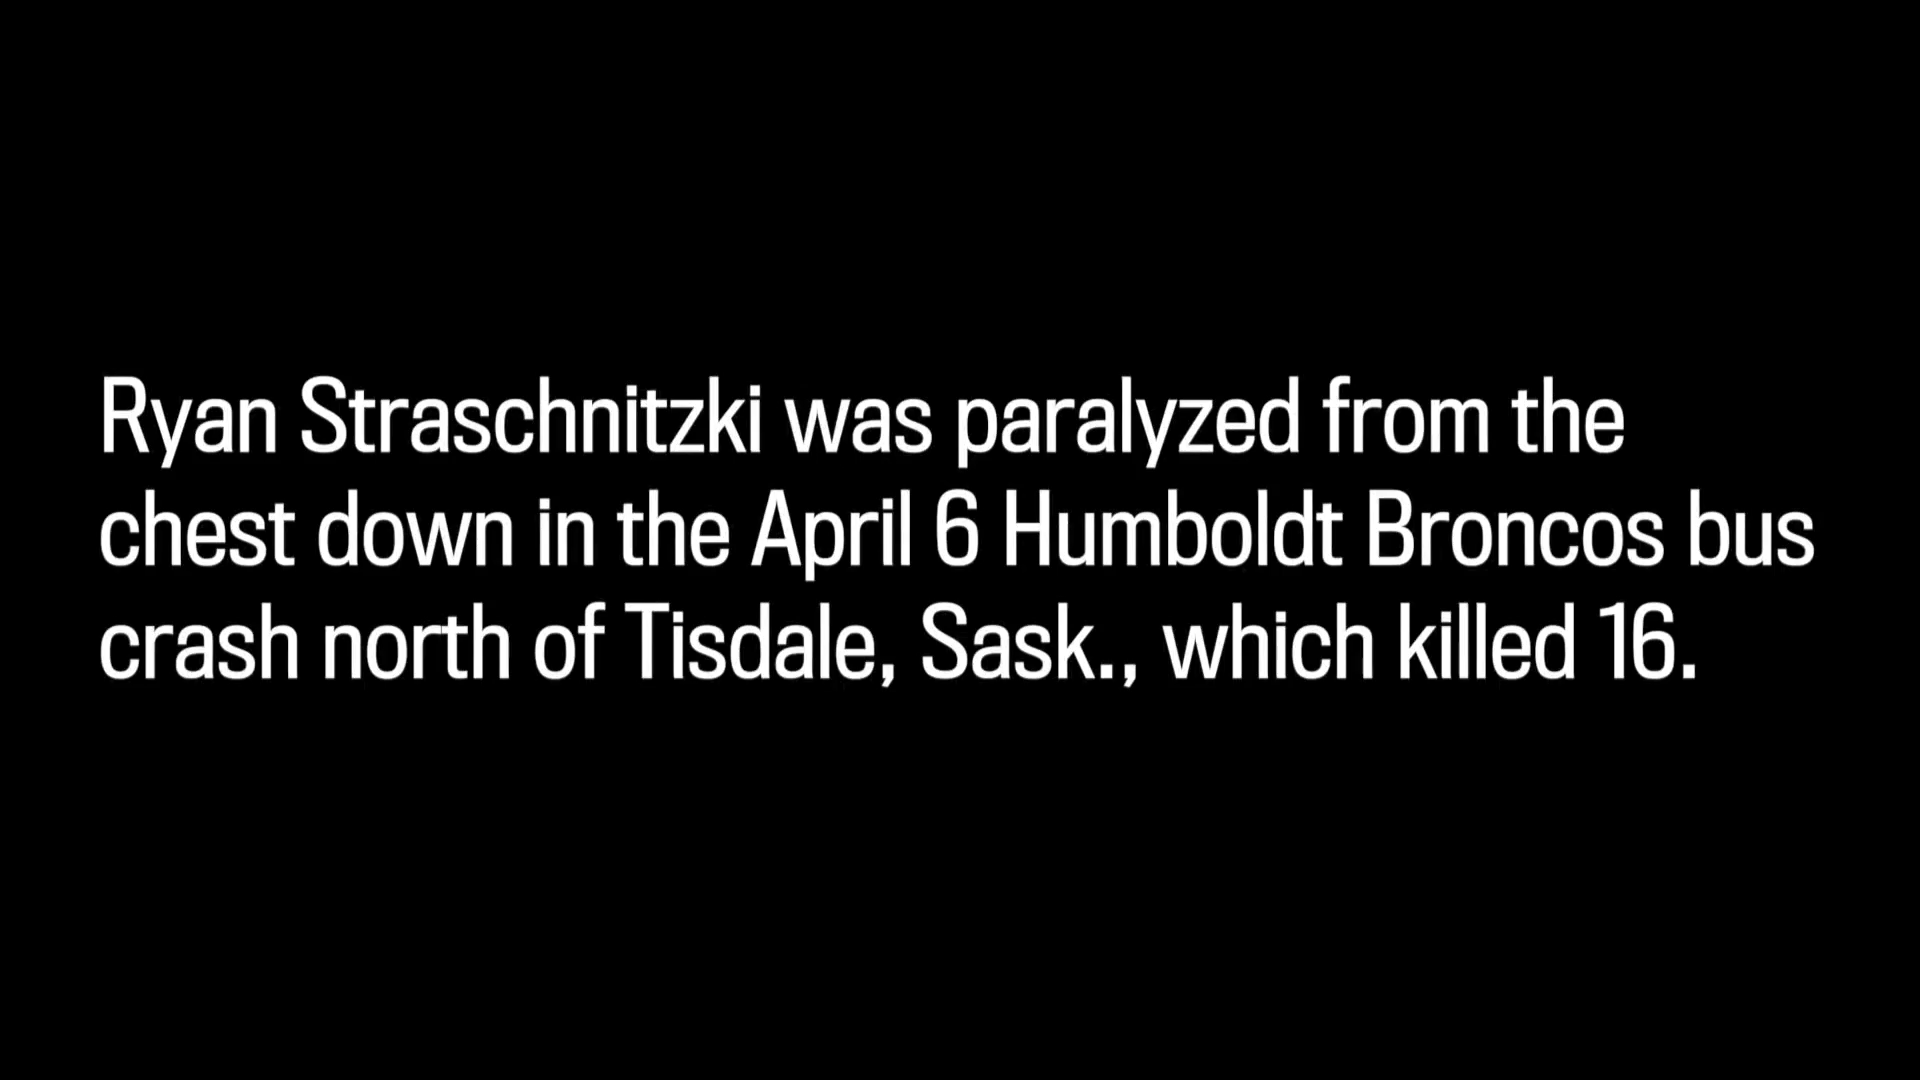 Ryan Straschnitzki was paralyzed from the
chest down in the April 6 Humboldt Broncos bus
crash north of Tisdale, Sask., which killed 16.